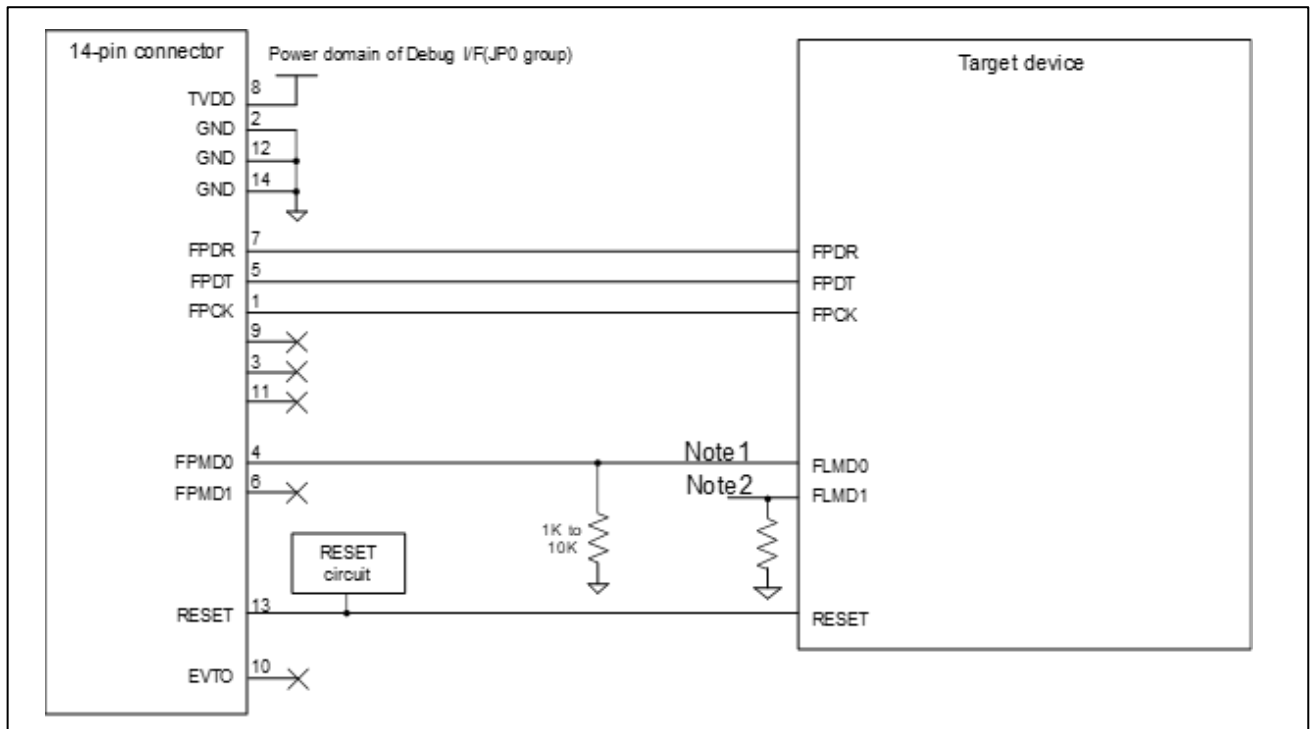 14-pin connector
Power domain of Debug I/F(JP0 group)
Target device
TVDD 8
GND 2
GND 12
GND 14
FPDR 7 FPDR
FPDT 5 FPDT
FPCK 1 FPCK
9
3
11
FPMD0 4 Note1 FLMD0
FPMD1 6 Note2 FLMD1
1K to
10K
RESET
circuit
RESET 13 RESET
EVTO 10